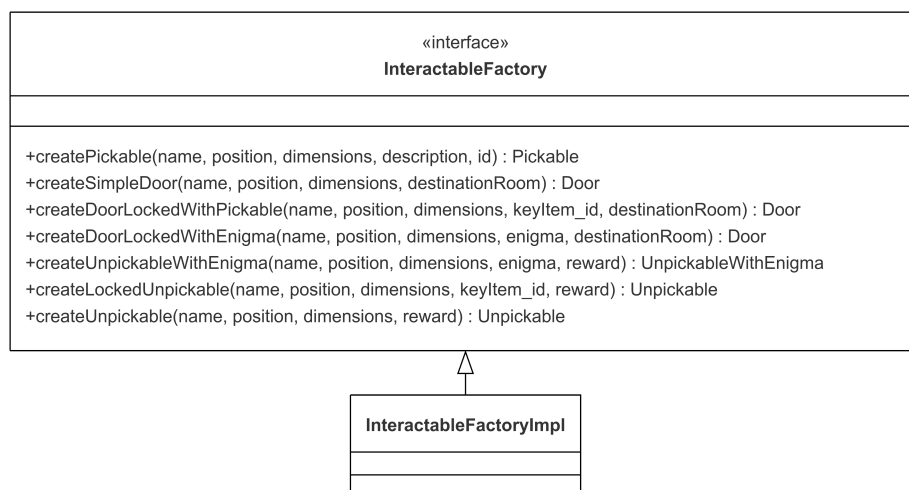 «interface»
InteractableFactory
+createPickable(name, position, dimensions, description, id) : Pickable
+createSimpleDoor(name, position, dimensions, destinationRoom) : Door
+createDoorLockedWithPickable(name, position, dimensions, keyItem_id, destinationRoom) : Door
+createDoorLockedWithEnigma(name, position, dimensions, enigma, destinationRoom) : Door
+createUnpickableWithEnigma(name, position, dimensions, enigma, reward) : UnpickableWithEnigma
+createLockedUnpickable(name, position, dimensions, keyItem_id, reward) : Unpickable
+createUnpickable(name, position, dimensions, reward) : Unpickable
InteractableFactoryImpl